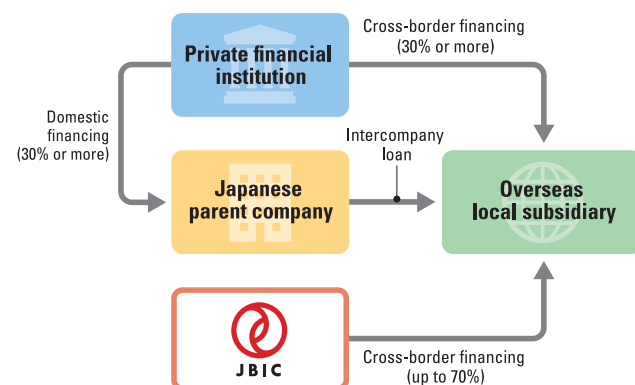 Cross-border financing
(30% or more)
Private financial
institution
Domestic
financing
(30% or more)
Intercompany
loan
Japanese
parent company
Overseas
local subsidiary
JBIC
Cross-border financing
(up to 70%)